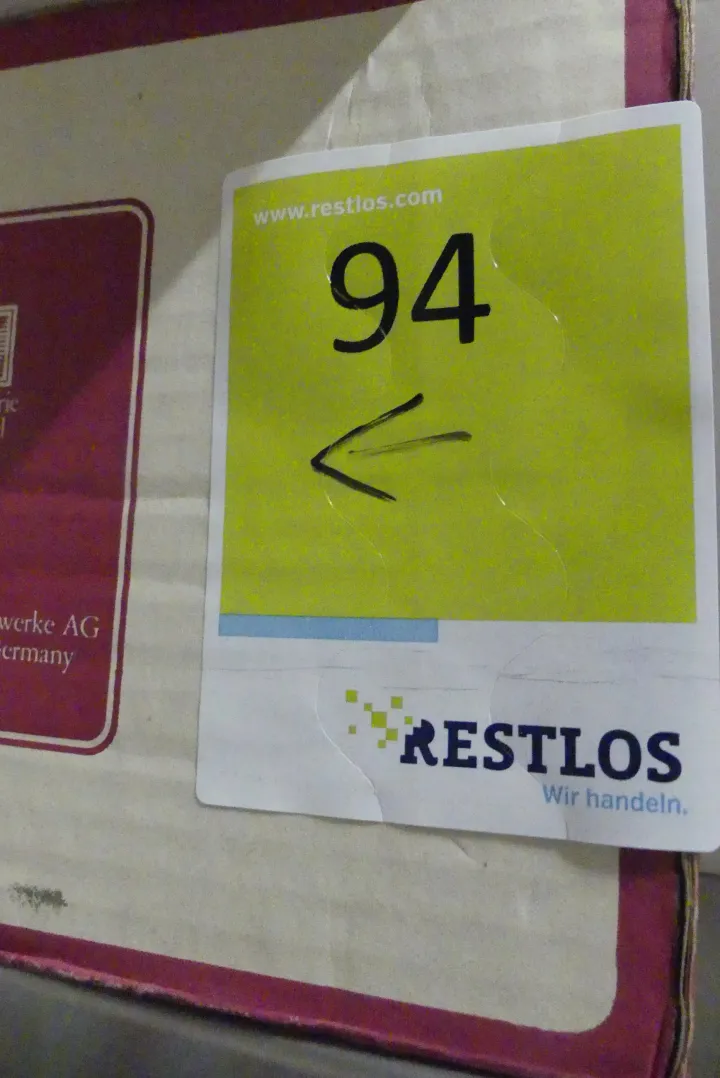 www.restlos.com
94
werke AG
ermany
RESTLOS
Wir handeln.